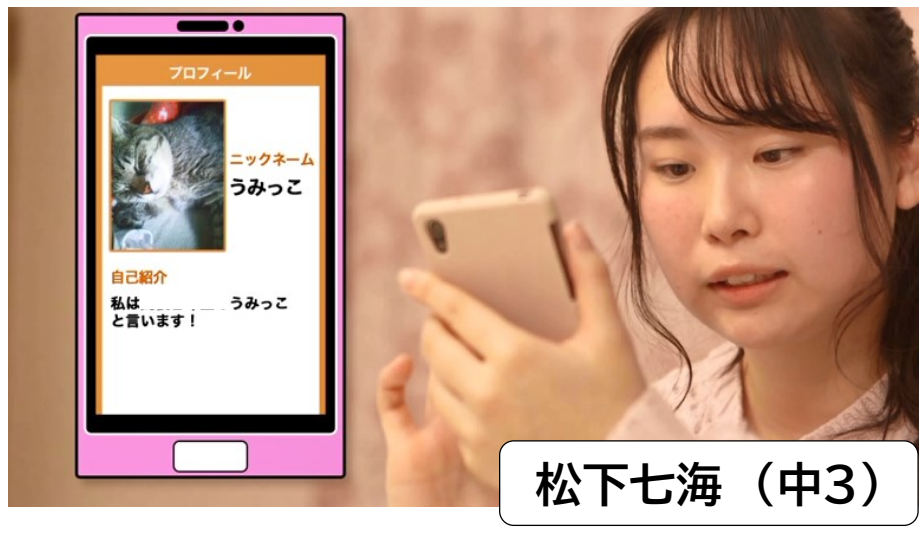 プロフィール
ニックネーム
うみっこ
自己紹介
私は うみっこ
と言います！
松下七海（中3）